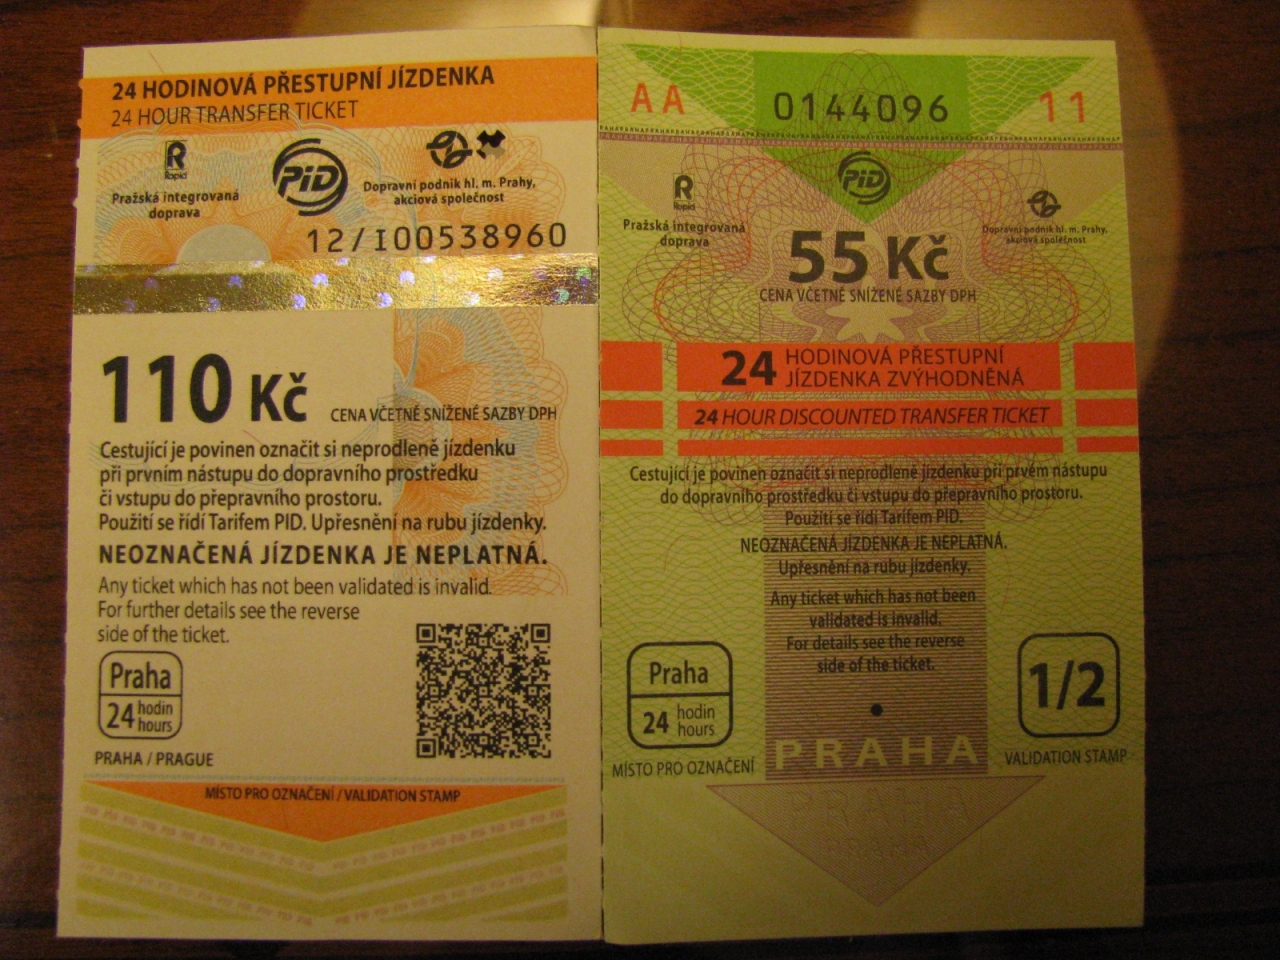 24 HODINOVÁ PŘESTUPNÍ JÍZDENKA
24 HOUR TRANSFER TICKET
Ropid
Pražská integrovaná
doprava
PID
Dopravní podnik hl. m. Prahy,
akciová společnost
12/I00538960
110 Kč CENA VČETNĚ SNÍŽENÉ SAZBY DPH
Cestující je povinen označit si neprodleně jízdenku
při prvním nástupu do dopravního prostředku
či vstupu do přepravního prostoru.
Použití se řídí Tarifem PID. Upřesnění na rubu jízdenky.
NEOZNAČENÁ JÍZDENKA JE NEPLATNÁ.
Any ticket which has not been validated is invalid.
For further details see the reverse
side of the ticket.
Praha
24 hodin
hours
PRAHA / PRAGUE
MÍSTO PRO OZNAČENÍ / VALIDATION STAMP
AA 0144096 11
Ropid
Pražská integrovaná
doprava
PID
Dopravní podnik hl. m. Prahy,
akciová společnost
55 Kč
CENA VČETNĚ SNÍŽENÉ SAZBY DPH
24 HODINOVÁ PŘESTUPNÍ
JÍZDENKA ZVÝHODNĚNÁ
24 HOUR DISCOUNTED TRANSFER TICKET
Cestující je povinen označit si neprodleně jízdenku při prvém nástupu
do dopravního prostředku či vstupu do přepravního prostoru.
Použití se řídí Tarifem PID.
NEOZNAČENÁ JÍZDENKA JE NEPLATNÁ.
Upřesnění na rubu jízdenky.
Any ticket which has not been
validated is invalid.
For details see the reverse
side of the ticket.
Praha
24 hodin
hours
1/2
MÍSTO PRO OZNAČENÍ
PRAHA
VALIDATION STAMP
PRAHA
PRAHA